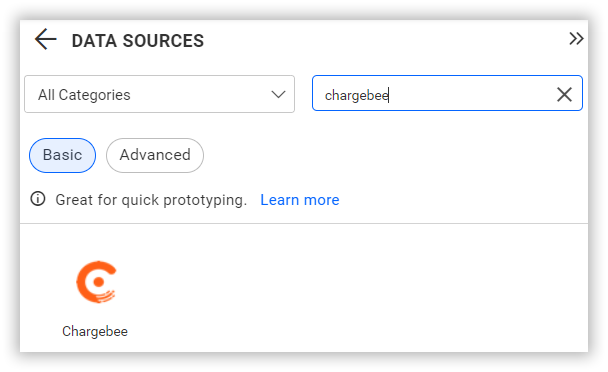 DATA SOURCES
All Categories
chargebee
Basic
Advanced
Great for quick prototyping. Learn more
Chargebee